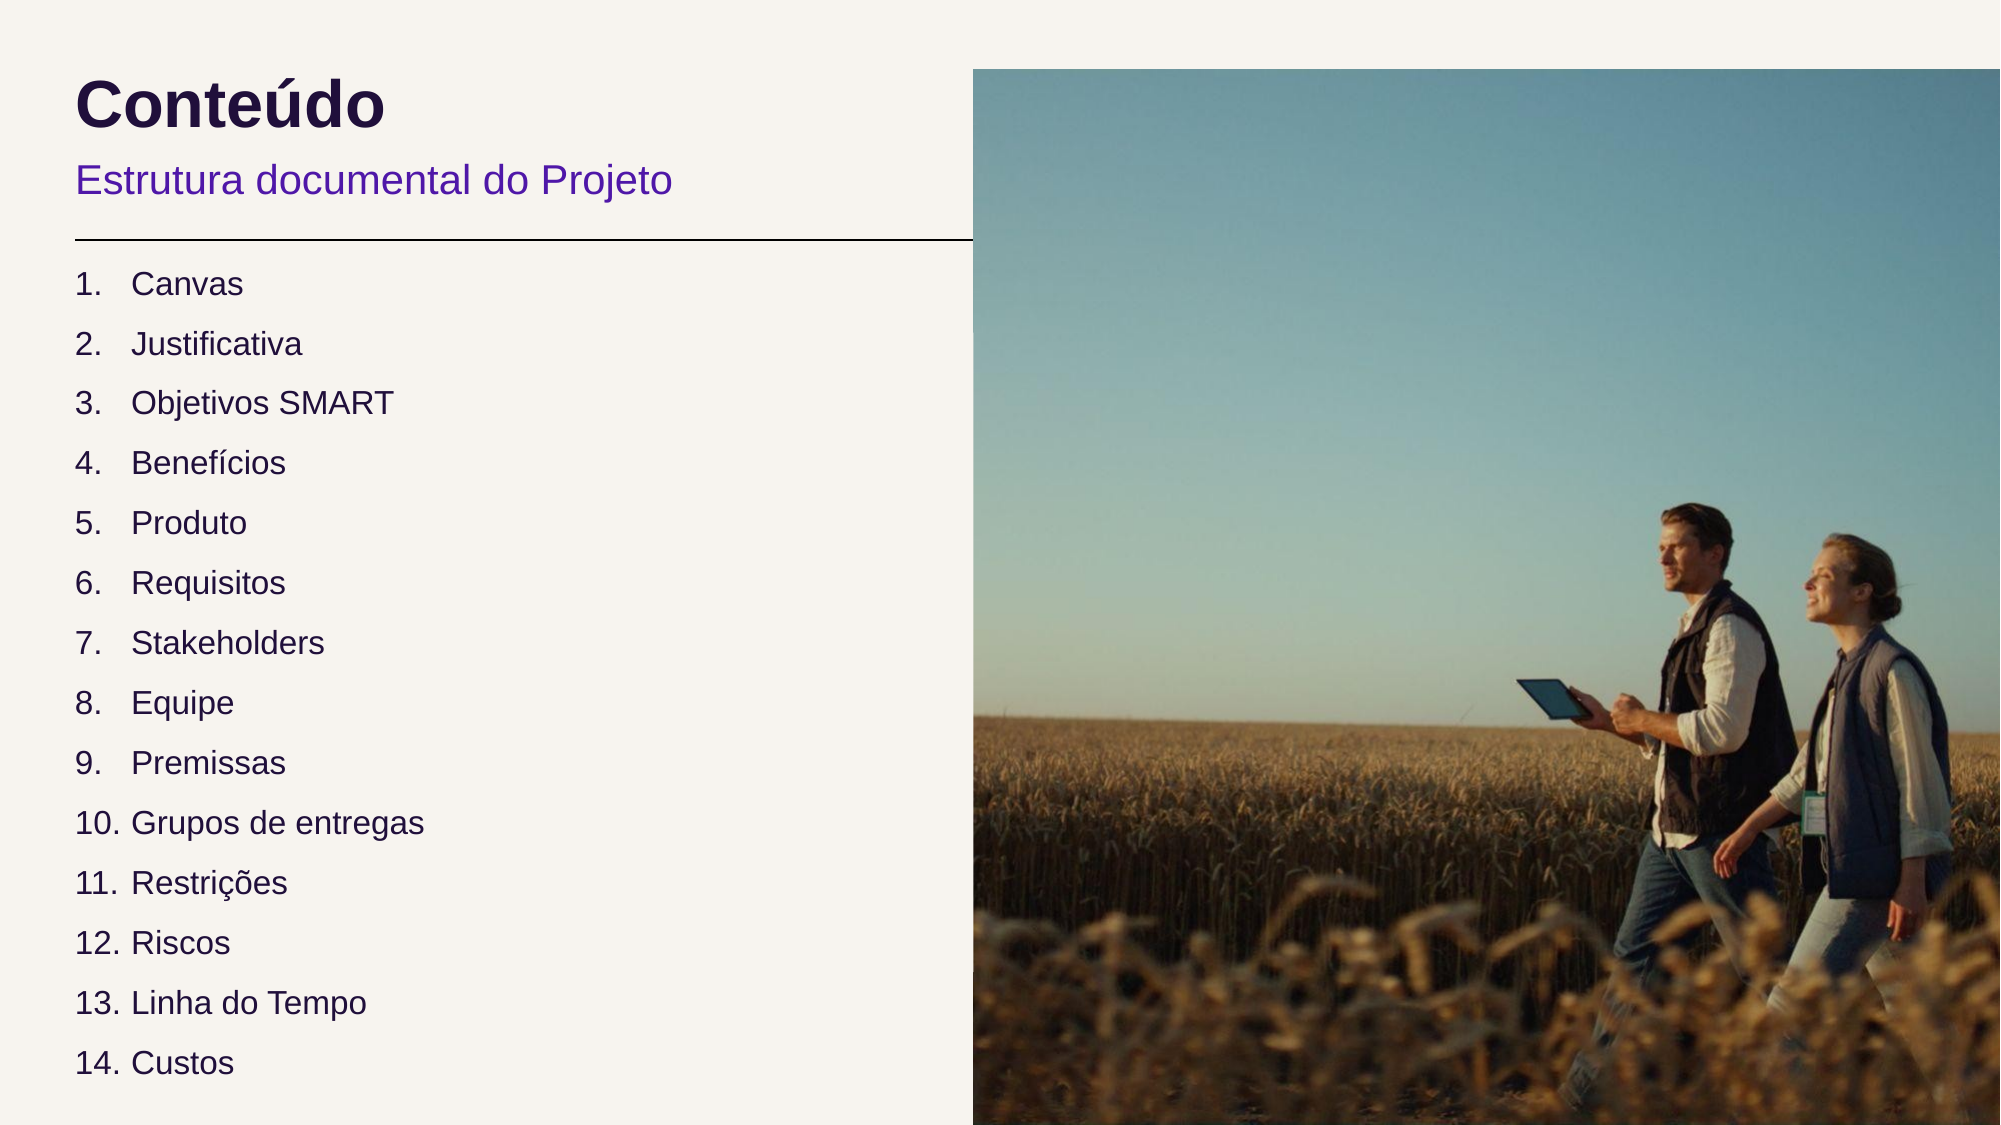 Conteúdo
Estrutura documental do Projeto
1. Canvas
2. Justificativa
3. Objetivos SMART
4. Benefícios
5. Produto
6. Requisitos
7. Stakeholders
8. Equipe
9. Premissas
10. Grupos de entregas
11. Restrições
12. Riscos
13. Linha do Tempo
14. Custos